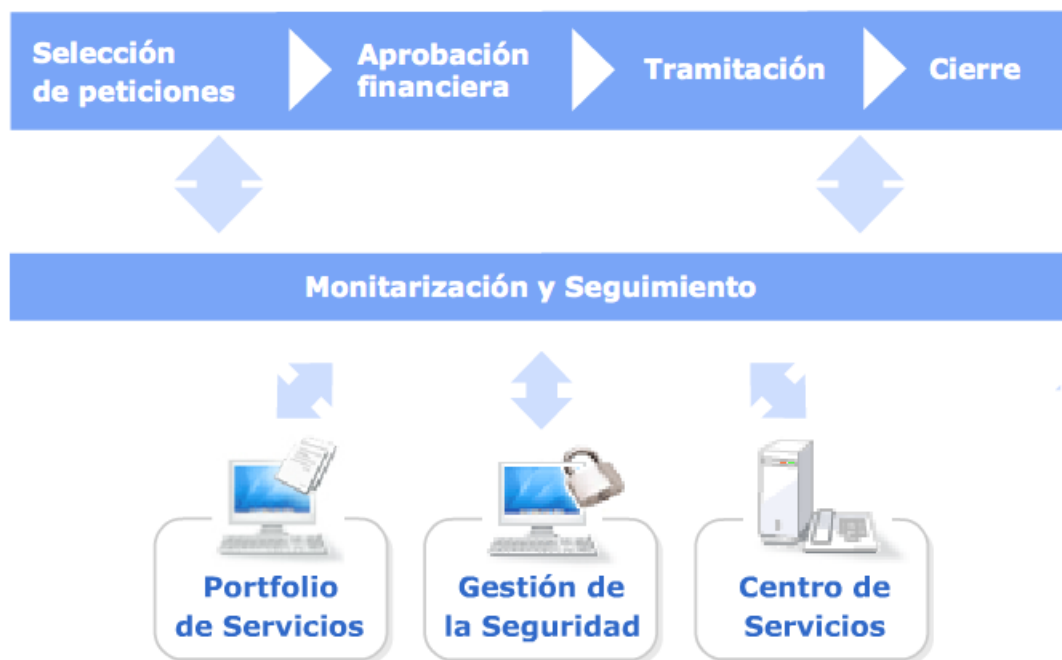 Selección
de peticiones
Aprobación
financiera
Tramitación
Cierre
Monitarización y Seguimiento
Portfolio
de Servicios
Gestión de
la Seguridad
Centro de
Servicios